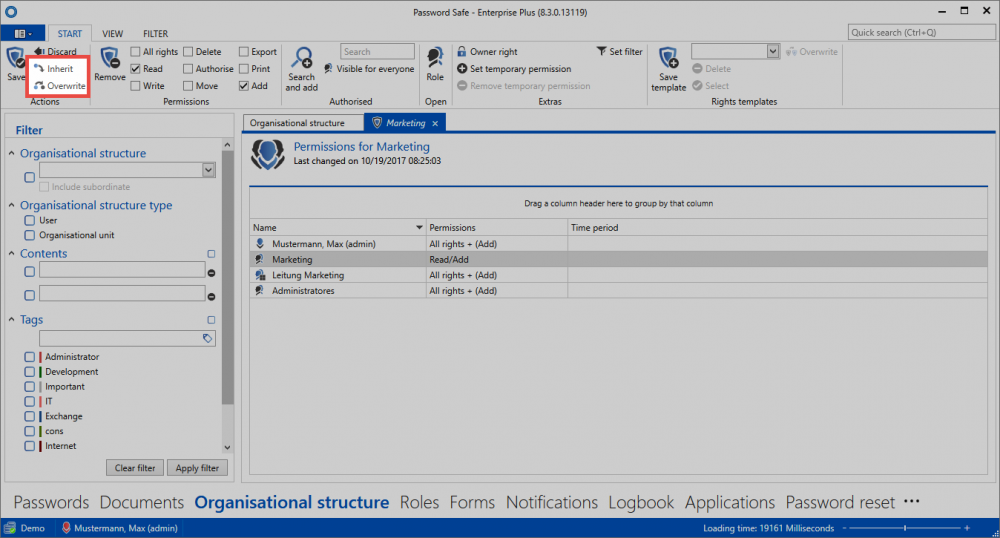 Password Safe - Enterprise Plus (8.3.0.13119)
START VIEW FILTER
Quick search (Ctrl+Q)
Save
Discard
Inherit
Overwrite
Actions
Remove
All rights
Delete
Export
Read
Authorise
Print
Write
Move
Add
Permissions
Search and add
Search
Visible for everyone
Authorised
Role
Open
Owner right
Set filter
Set temporary permission
Remove temporary permission
Extras
Save template
Overwrite
Delete
Select
Rights templates
Filter
Organisational structure
Include subordinate
Organisational structure type
User
Organisational unit
Contents
Tags
Administrator
Development
Important
IT
Exchange
cons
Internet
Clear filter
Apply filter
Organisational structure
Marketing
Permissions for Marketing
Last changed on 10/19/2017 08:25:03
Drag a column header here to group by that column
Name Permissions Time period
Mustermann, Max (admin) All rights + (Add)
Marketing Read/Add
Leitung Marketing All rights + (Add)
Administratores All rights + (Add)
Passwords Documents Organisational structure Roles Forms Notifications Logbook Applications Password reset •••
Demo Mustermann, Max (admin) Loading time: 19161 Milliseconds - +